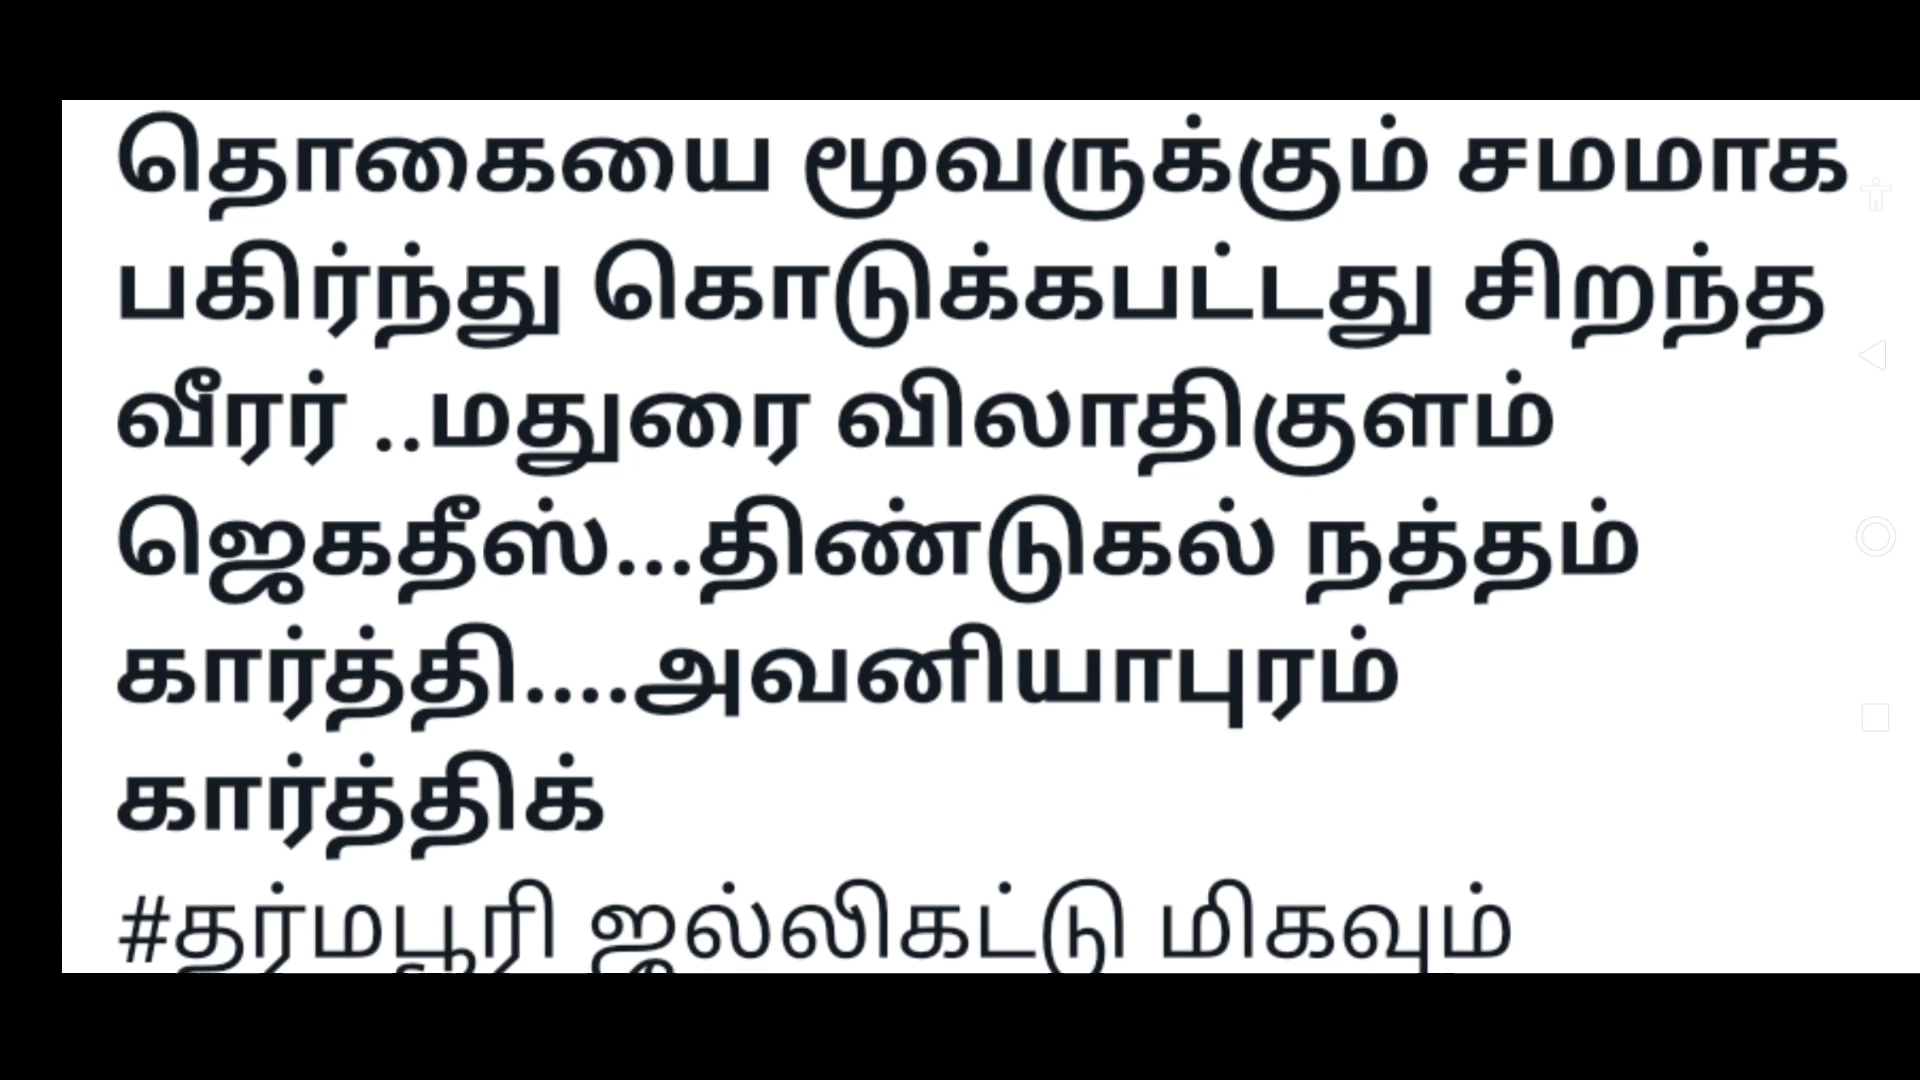 தொகையை மூவருக்கும் சமமாக
பகிர்ந்து கொடுக்கபட்டது சிறந்த
வீரர் ..மதுரை விலாதிகுளம்
ஜெகதீஸ்...திண்டுகல் நத்தம்
கார்த்தி....அவனியாபுரம்
கார்த்திக்
#தர்மபூரி ஜல்லிகட்டு மிகவும்